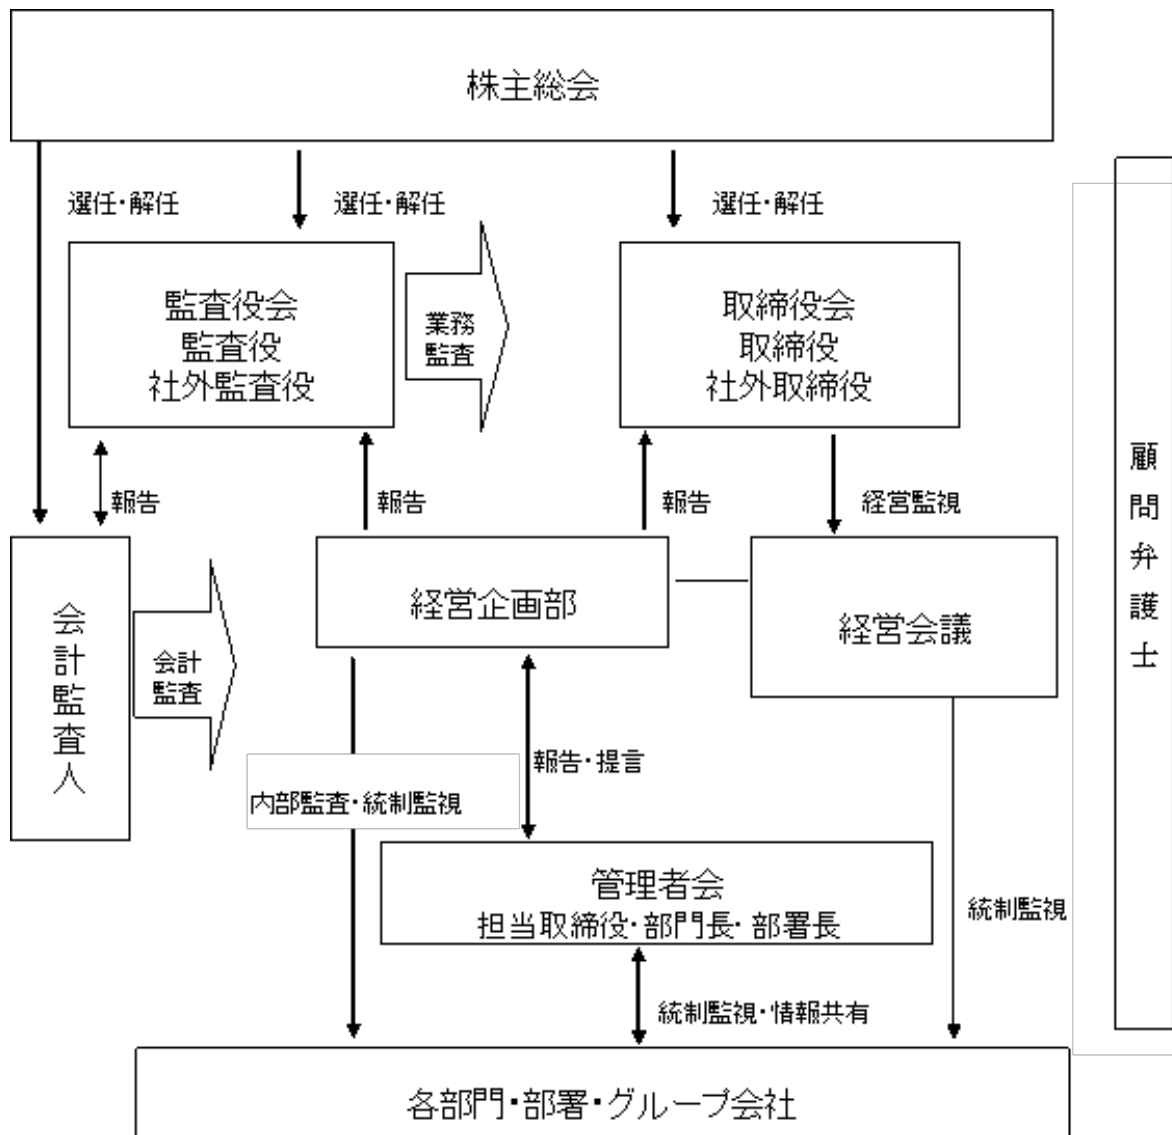 株主総会
選任・解任
選任・解任
選任・解任
監査役会
監査役
社外監査役
業務
監査
取締役会
取締役
社外取締役
報告
報告
報告
経営監視
顧問弁護士
会計監査人
会計
監査
経営企画部
経営会議
報告・提言
内部監査・統制監視
管理者会
担当取締役・部門長・部署長
統制監視
統制監視・情報共有
各部門・部署・グループ会社